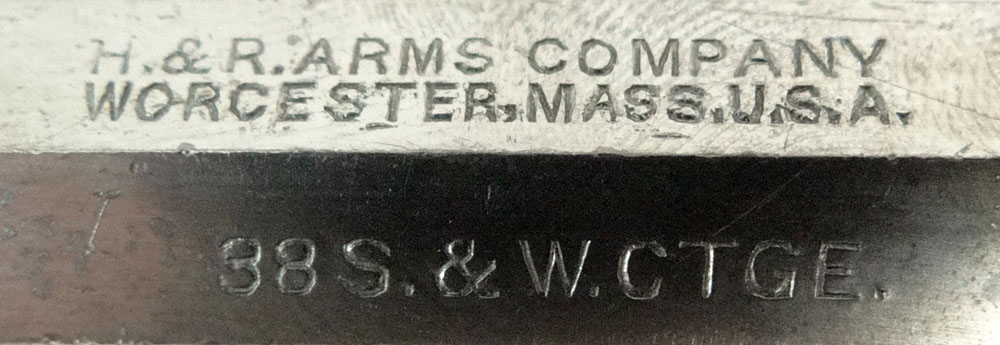 H.&R. ARMS COMPANY
WORCESTER, MASS. U.S.A.
38 S. & W. CTGE.